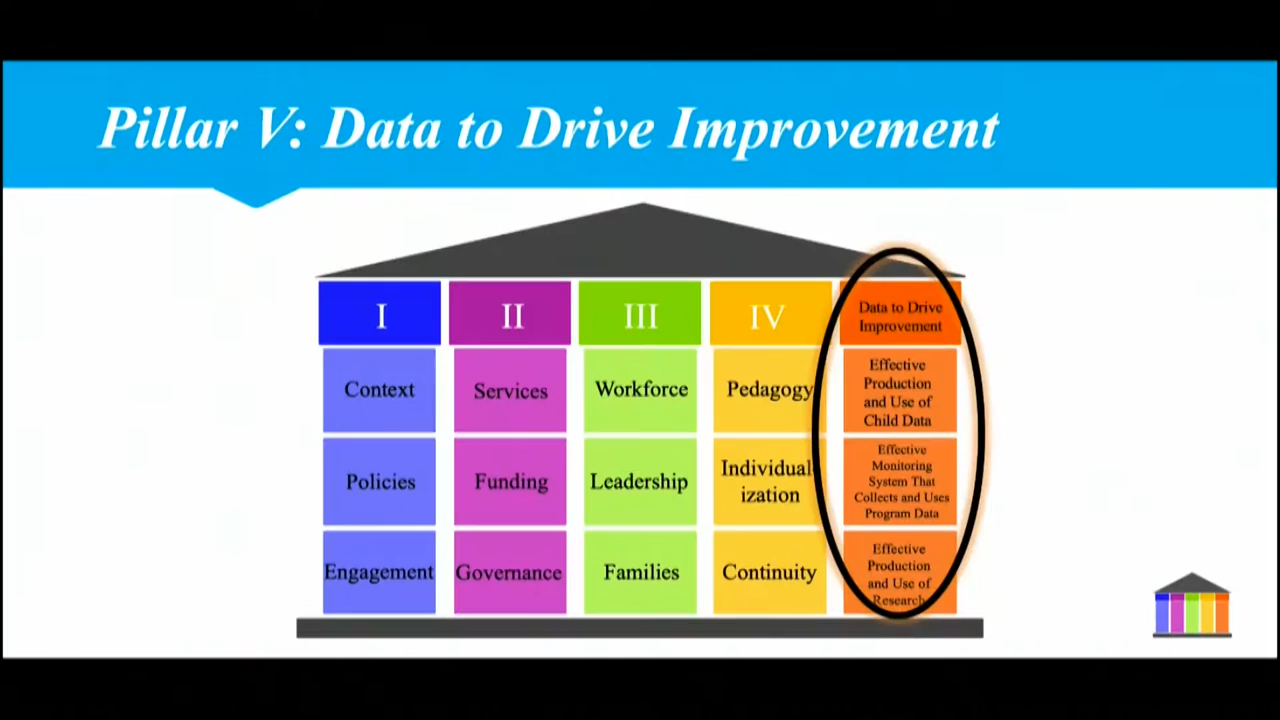 Pillar V: Data to Drive Improvement
I
Context
Policies
Engagement
II
Services
Funding
Governance
III
Workforce
Leadership
Families
IV
Pedagogy
Individual-
ization
Continuity
Data to Drive
Improvement
Effective
Production
and Use of
Child Data
Effective
Monitoring
System That
Collects and Uses
Program Data
Effective
Production
and Use of
Research